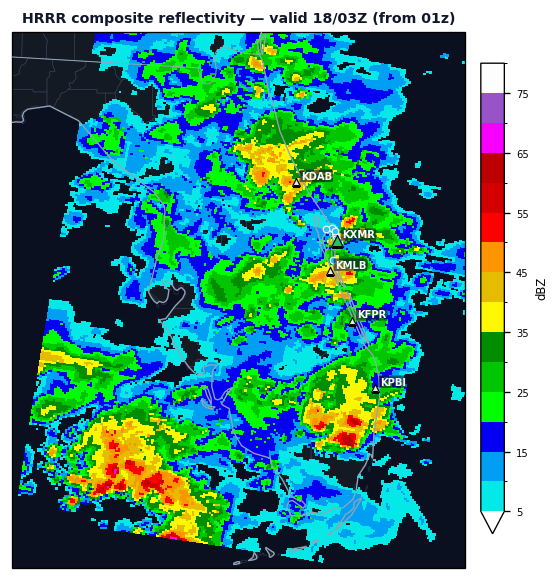 HRRR composite reflectivity — valid 18/03Z (from 01z)
KDAB
KXMR
KMLB
KFPR
KPBI
75
65
55
45
35
25
15
5
dBZ